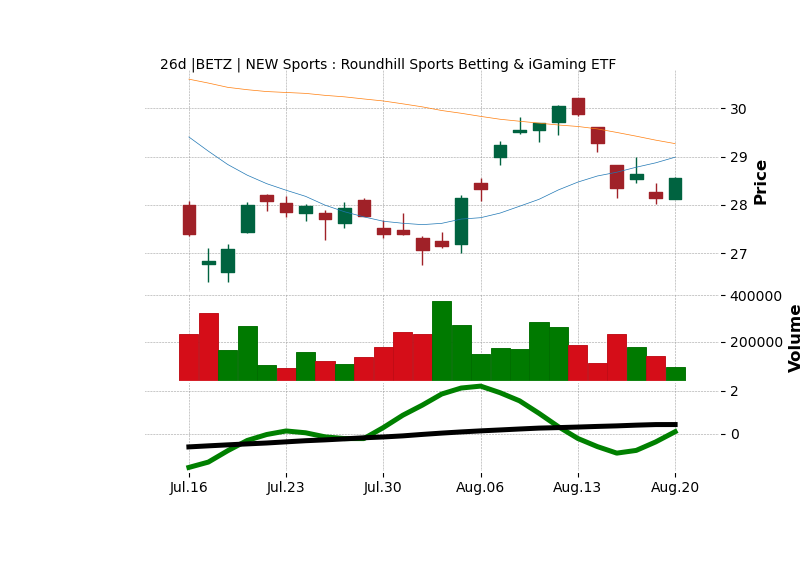 26d |BETZ | NEW Sports : Roundhill Sports Betting & iGaming ETF
30
29
28
27
Price
400000
200000
Volume
2
0
Jul.16 Jul.23 Jul.30 Aug.06 Aug.13 Aug.20